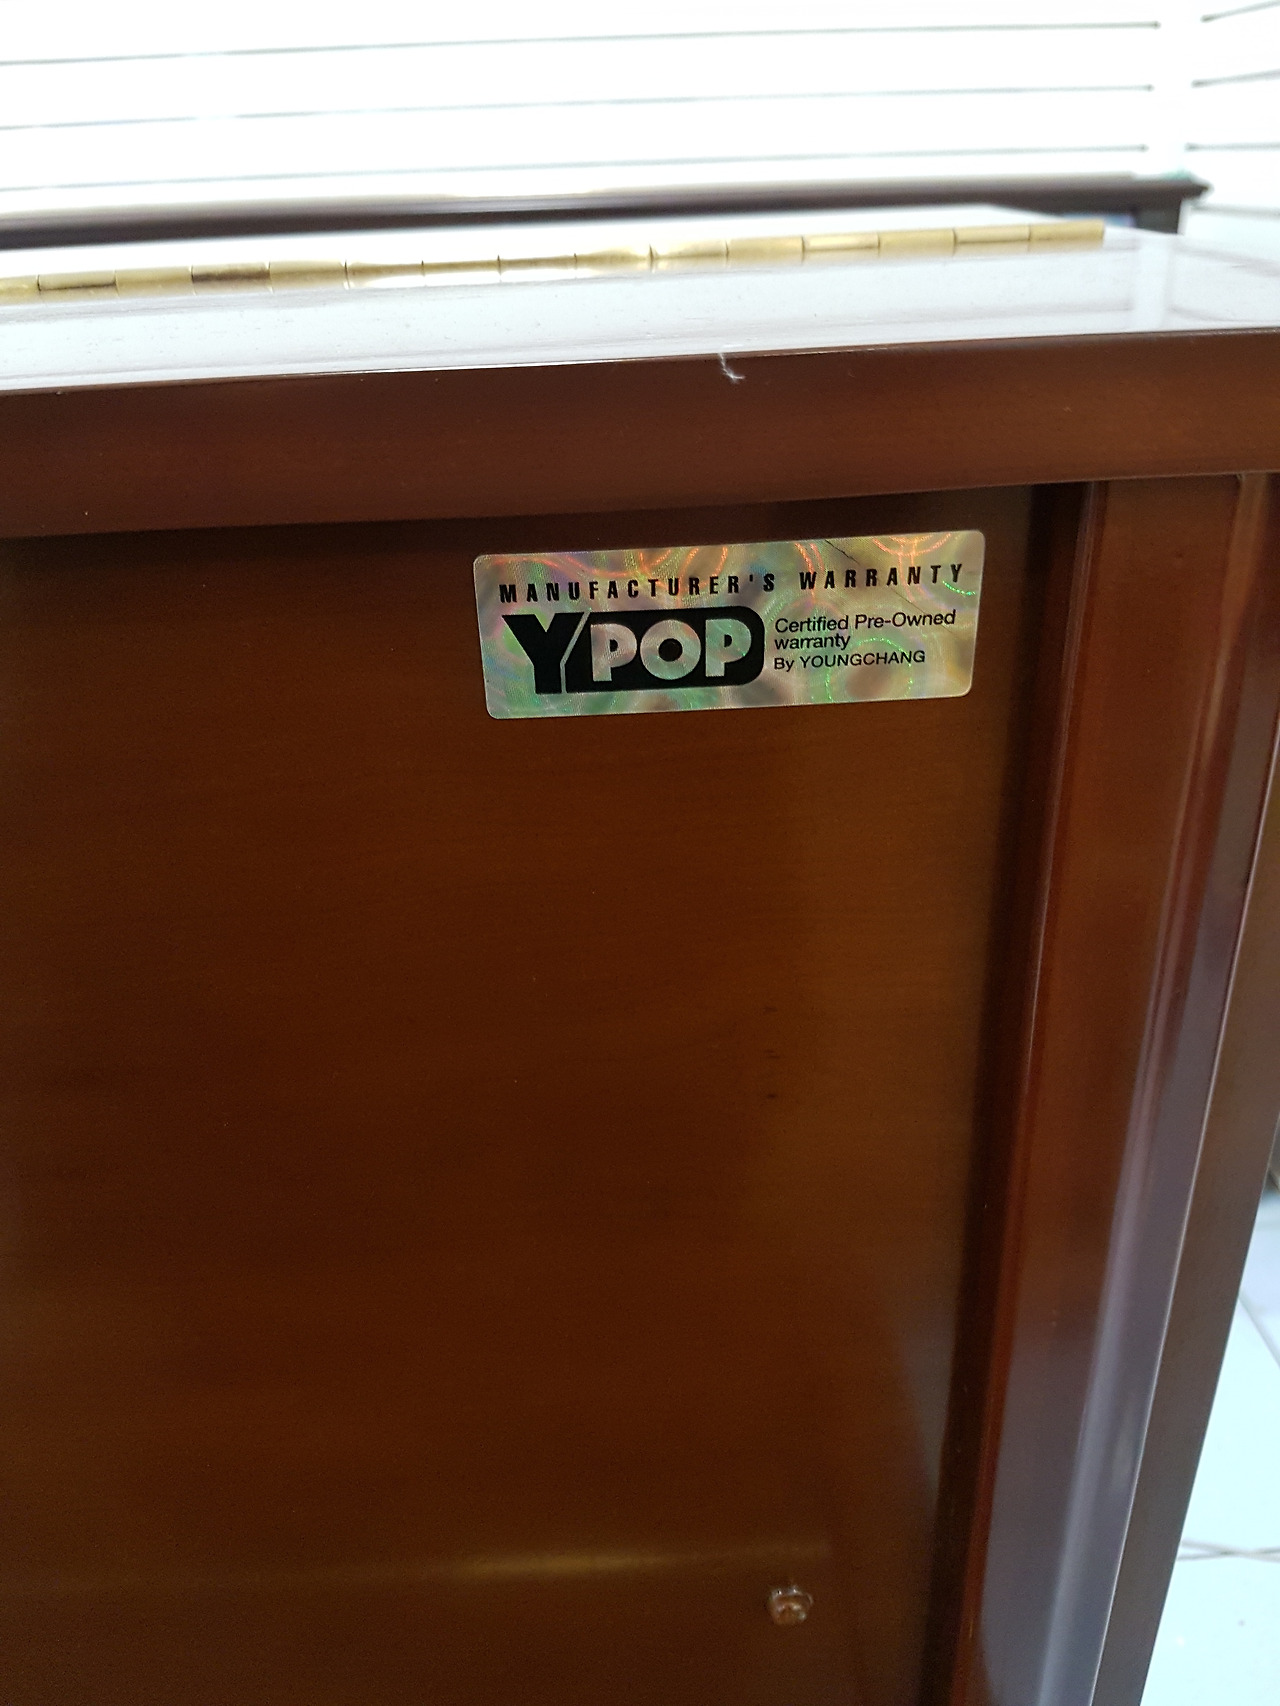 MANUFACTURER'S WARRANTY
YPOP
Certified Pre-Owned
warranty
By YOUNGCHANG